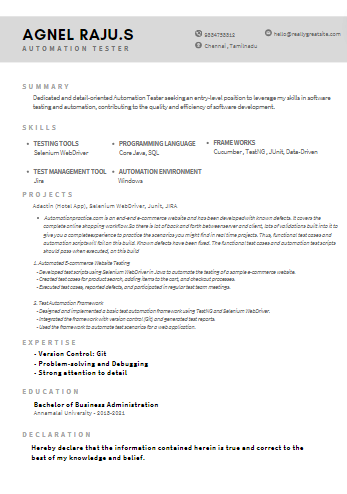 AGNEL RAJU.S
AUTOMATION TESTER
hello@reallygreatsite.com
Chennai, Tamilnadu
SUMMARY
Dedicated and detail-oriented Automation Tester seeking an entry-level position to leverage my skills in software
testing and automation, contributing to the quality and efficiency of software development.
SKILLS
• TESTING TOOLS
Selenium WebDriver
• PROGRAMMING LANGUAGE
Core Java, SQL
• FRAMEWORKS
Cucumber, TestNG, JUnit, Data-Driven
• TEST MANAGEMENT TOOL
Jira
• AUTOMATION ENVIRONMENT
Windows
PROJECTS
Adactin (Hotel App), Selenium WebDriver, Junit, JIRA
• Automationpractice.com is an end-end e-commerce website and has been developed with known defects. It covers the
complete online shopping workflow. So there is lot of back and forth between server and client, lots of validations built into it to
give you a complete experience to practice the scenarios you might find in real time projects. Thus, functional test cases and
automation scripts will fail on this build. Known defects have been fixed. The functional test cases and automation test scripts
should pass when executed, on this build
1. Automated E-commerce Website Testing
- Developed test scripts using Selenium WebDriver in Java to automate the testing of a sample e-commerce website.
- Created test cases for product search, adding items to the cart, and checkout processes.
- Executed test cases, reported defects, and participated in regular test team meetings.
2. Test Automation Framework
- Designed and implemented a basic test automation framework using TestNG and Selenium WebDriver.
- Integrated the framework with version control (Git) and generated test reports.
- Used the framework to automate test scenarios for a web application.
EXPERTISE
- Version Control: Git
- Problem-solving and Debugging
- Strong attention to detail
EDUCATION
Bachelor of Business Administration
Annamalai University - 2018-2021
DECLARATION
Hereby declare that the information contained herein is true and correct to the
best of my knowledge and belief.